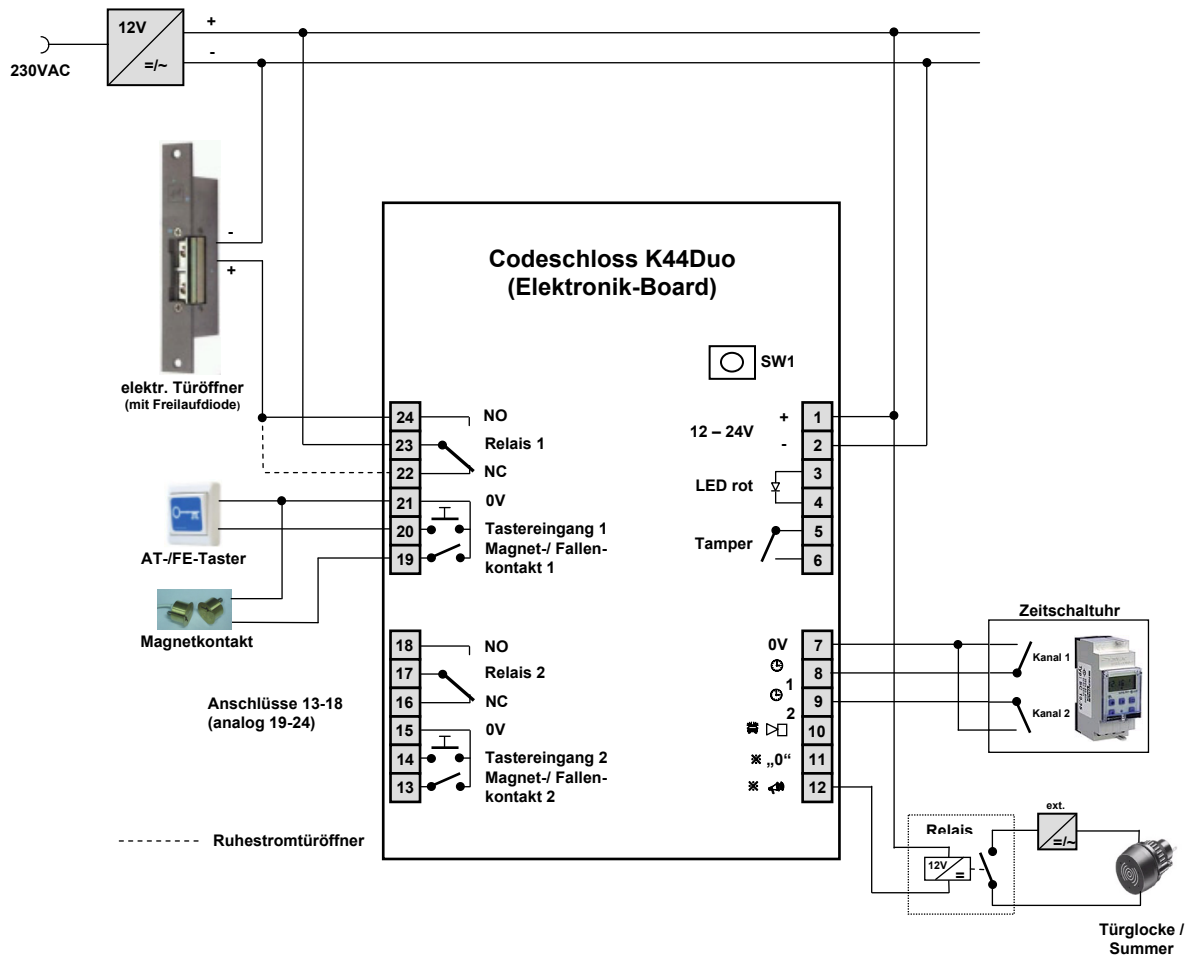 12V
+
-
=/~
230VAC
Codeschloss K44Duo
(Elektronik-Board)
SW1
-
+
elektr. Türöffner
(mit Freilaufdiode)
24
NO
23
Relais 1
22
NC
21
0V
20
Tastereingang 1
19
Magnet-/ Fallen-
kontakt 1
AT-/FE-Taster
Magnetkontakt
12 – 24V
+
1
-
2
LED rot
3
4
Tamper
5
6
18
NO
17
Relais 2
16
NC
15
0V
14
Tastereingang 2
13
Magnet-/ Fallen-
kontakt 2
Anschlüsse 13-18
(analog 19-24)
Ruhestromtüröffner
0V
7
8
1
9
2
10
„0“
11
12
Zeitschaltuhr
Kanal 1
Kanal 2
Relais
12V
=
ext.
=/~
Türglocke /
Summer